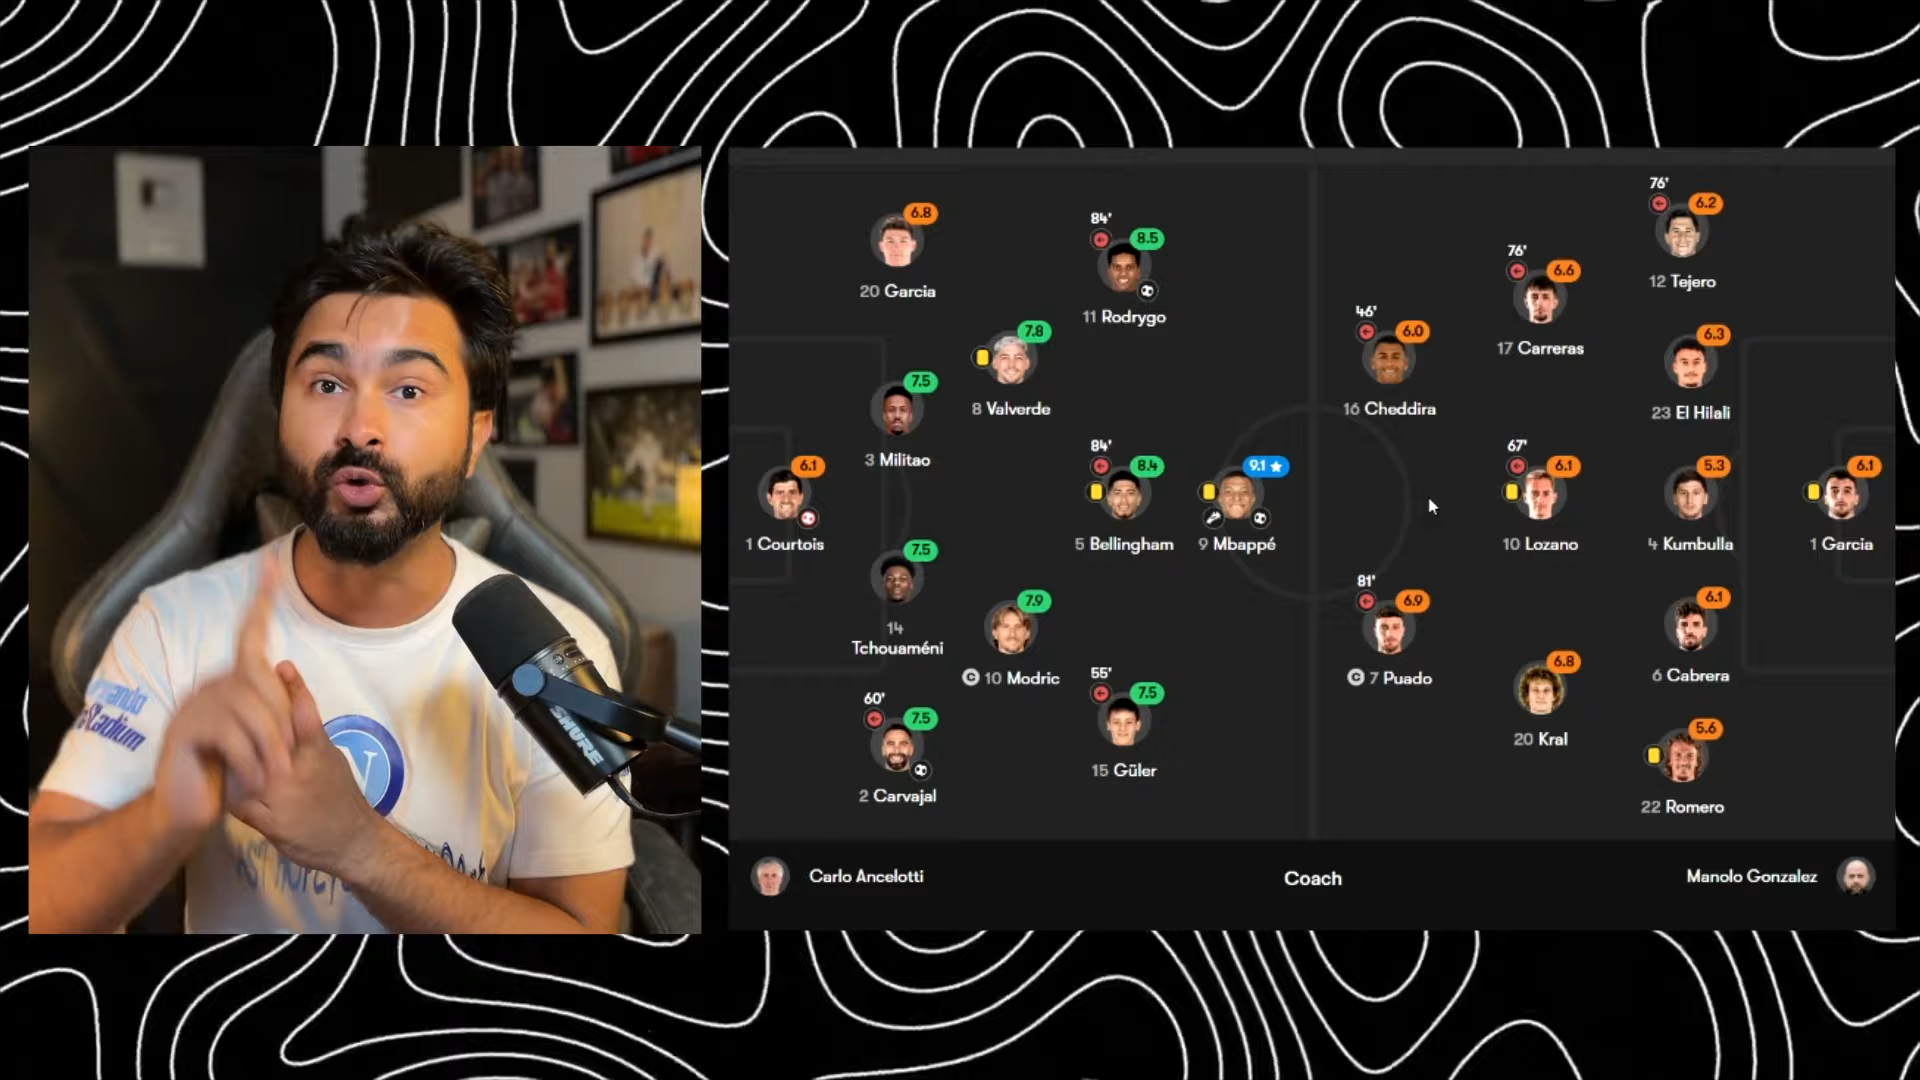 76'
6.2
12 Tejero
6.8
20 Garcia
84'
8.5
11 Rodrygo
76'
6.6
17 Carreras
46'
6.0
16 Cheddira
6.3
23 El Hilali
7.8
8 Valverde
7.5
3 Militao
84'
8.4
5 Bellingham
9.1
9 Mbappé
67'
6.1
10 Lozano
5.3
4 Kumbulla
6.1
1 Garcia
6.1
1 Courtois
7.5
14
Tchouaméni
7.9
C 10 Modric
81'
6.9
C 7 Puado
6.1
6 Cabrera
55'
7.5
15 Güler
6.8
20 Kral
60'
7.5
2 Carvajal
5.6
22 Romero
Carlo Ancelotti
Coach
Manolo Gonzalez
SHURE
Stadium
N